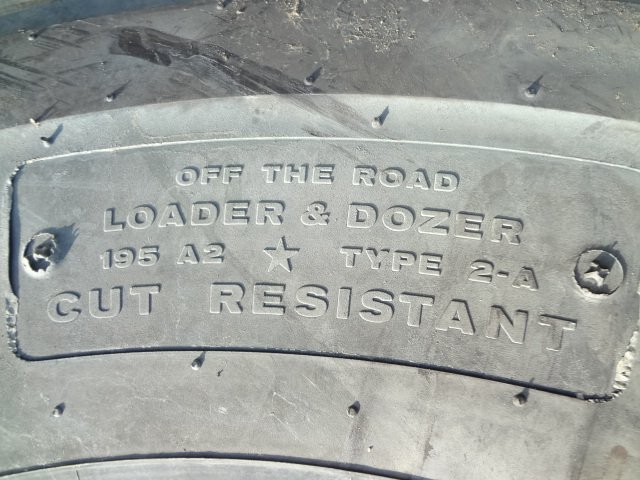 OFF THE ROAD
LOADER & DOZER
195 A2 ★ TYPE 2-A
CUT RESISTANT